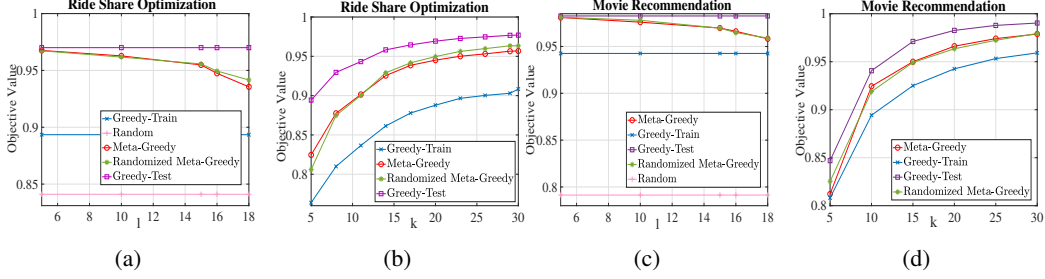 Ride Share Optimization
Objective Value
1
0.95
0.9
0.85
Greedy-Train
Random
Meta-Greedy
Randomized Meta-Greedy
Greedy-Test
6 8 10 12 14 16 18
l
(a)
Ride Share Optimization
Objective Value
1
0.95
0.9
0.85
0.8
Greedy-Train
Meta-Greedy
Randomized Meta-Greedy
Greedy-Test
5 10 15 20 25 30
k
(b)
Movie Recommendation
Objective Value
1
0.95
0.9
0.85
0.8
Meta-Greedy
Greedy-Train
Randomized Meta-Greedy
Random
Greedy-Test
6 8 10 12 14 16 18
l
(c)
Movie Recommendation
Objective Value
1
0.95
0.9
0.85
0.8
Meta-Greedy
Greedy-Train
Greedy-Test
Randomized Meta-Greedy
5 10 15 20 25 30
k
(d)